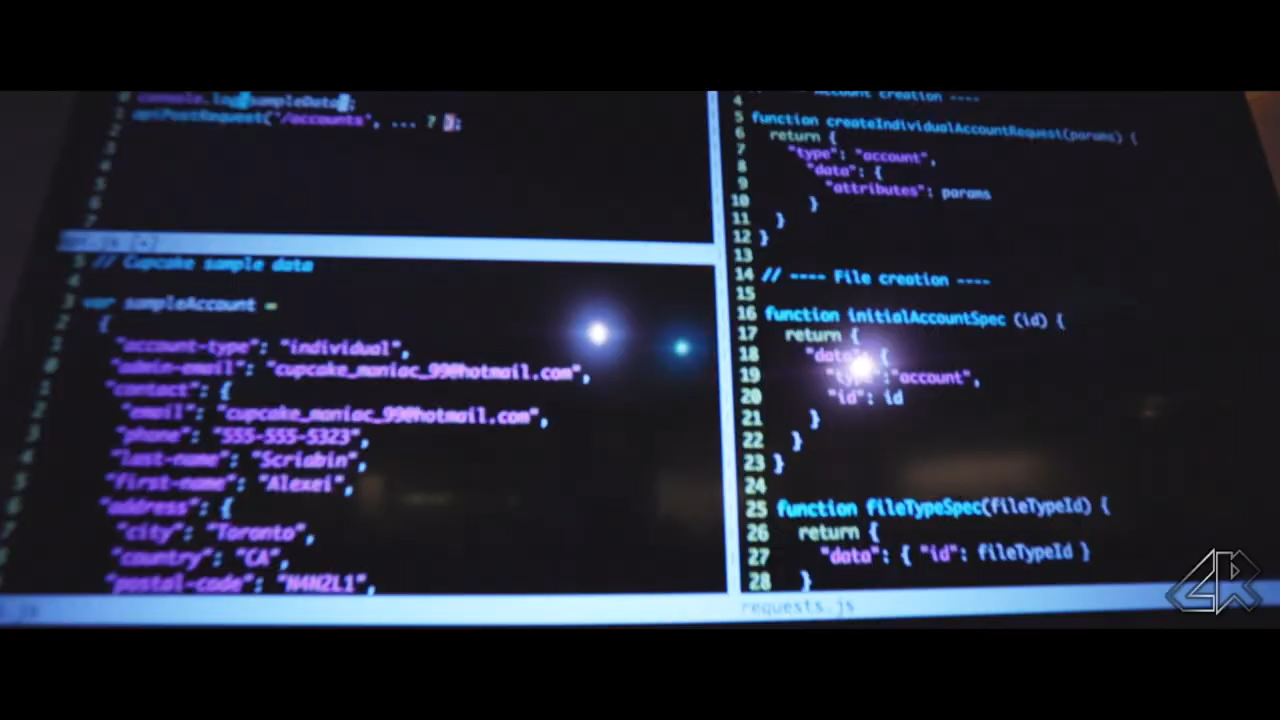 console.log(sampleData);
apiPostRequest('/accounts', ... ? );
// Cupcake sample data
var sampleAccount =
{
"account-type": "individual",
"admin-email": "cupcake_maniac_99@hotmail.com",
"contact": {
"email": "cupcake_maniac_99@hotmail.com",
"phone": "555-555-5323",
"last-name": "Scriabin",
"first-name": "Alexei",
"address": {
"city": "Toronto",
"country": "CA",
"postal-code": "N4N2L1",
4 // ---- Account creation ----
5 function createIndividualAccountRequest(params) {
6 return {
7 "type": "account",
8 "data": {
9 "attributes": params
10 }
11 }
12 }
13
14 // ---- File creation ----
15
16 function initialAccountSpec (id) {
17 return {
18 "data": {
19 "type": "account",
20 "id": id
21 }
22 }
23 }
24
25 function fileTypeSpec(fileTypeId) {
26 return {
27 "data": { "id": fileTypeId }
28 }
requests.js